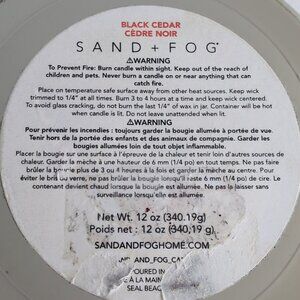 BLACK CEDAR
CÈDRE NOIR
SAND + FOG
⚠WARNING
To Prevent Fire: Burn candle within sight. Keep out of the reach of
children and pets. Never burn a candle on or near anything that can
catch fire.
Place on temperature safe surface away from other heat sources. Keep wick
trimmed to 1/4" at all times. Burn 3 to 4 hours at a time and keep wick centered.
To avoid glass cracking, do not burn the last 1/4" of wax in jar. Container will be hot
when candle is lit. Do not leave unattended when lit.
⚠WARNING
Pour prévenir les incendies : toujours garder la bougie allumée à portée de vue.
Tenir hors de la portée des enfants et des animaux de compagnie. Garder les
bougies allumées loin de tout objet inflammable.
Placer la bougie sur une surface à l'épreuve de la chaleur et tenir loin d'autres sources de
chaleur. Garder la mèche à une hauteur de 6 mm (1/4 po) en tout temps. Ne pas faire
brûler la bougie plus de 3 ou 4 heures à la fois et garder la mèche au centre. Pour
éviter le bris du verre, ne pas brûler la bougie lorsqu'il reste 6 mm (1/4 po) de cire. Le
contenant devient chaud lorsque la bougie est allumée. Ne pas la laisser sans
surveillance lorsqu'elle est allumée.
Net Wt. 12 oz (340.19g)
Poids net : 12 oz (340,19 g)
SANDANDFOGHOME.COM
AND_FOG
POURED IN
À LA MAIN
SEAL BEAC